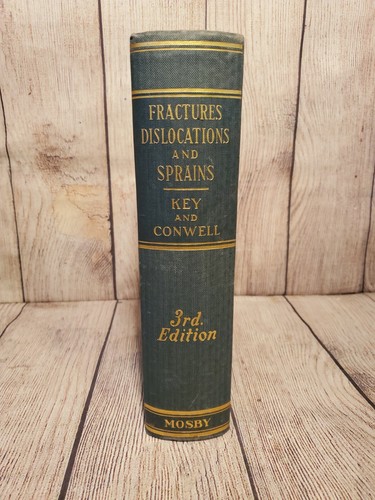 FRACTURES
DISLOCATIONS
AND
SPRAINS
KEY
AND
CONWELL
3rd.
Edition
MOSBY